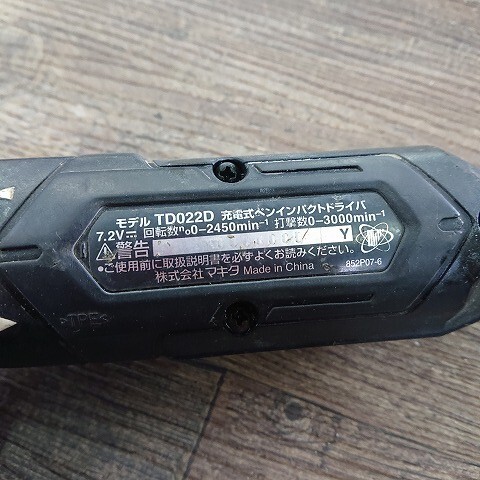 モデル TD022D 充電式ペンインパクトドライバ
7.2V⎓ 回転数n₀0-2450min⁻¹ 打撃数0-3000min⁻¹
⚠警告 Y
•ご使用前に取扱説明書を必ずよくお読みください。
株式会社マキタ Made in China
852P07-6
>TPE<